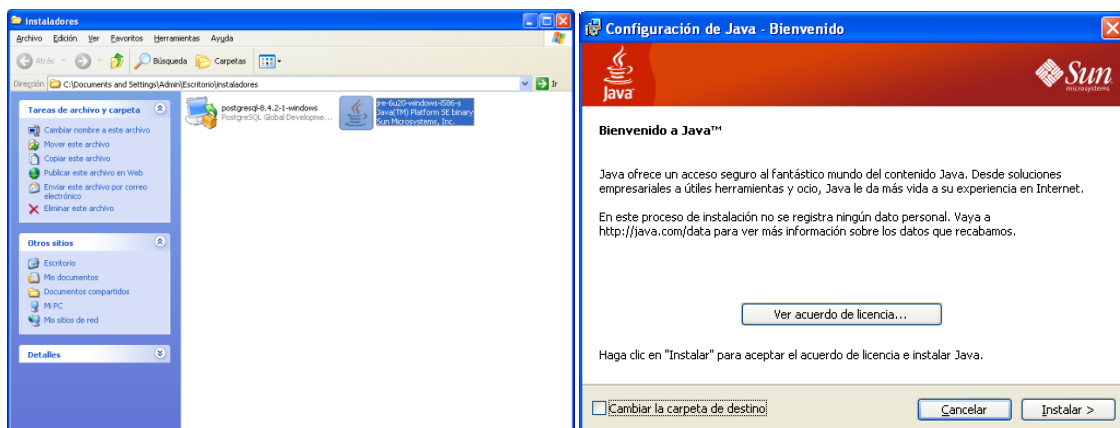 instaladores
Archivo Edición Ver Favoritos Herramientas Ayuda
Atrás Búsqueda Carpetas
Dirección C:\Documents and Settings\Admin\Escritorio\instaladores Ir
Tareas de archivo y carpeta
Cambiar nombre a este archivo
Mover este archivo
Copiar este archivo
Publicar este archivo en Web
Enviar este archivo por correo
electrónico
Eliminar este archivo
Otros sitios
Escritorio
Mis documentos
Documentos compartidos
Mi PC
Mis sitios de red
Detalles
postgresql-8.4.2-1-windows
PostgreSQL Global Developme...
jre-6u20-windows-i586-s
Java(TM) Platform SE binary
Sun Microsystems, Inc.
Configuración de Java - Bienvenido
Java
Sun
microsystems
Bienvenido a Java™
Java ofrece un acceso seguro al fantástico mundo del contenido Java. Desde soluciones
empresariales a útiles herramientas y ocio, Java le da más vida a su experiencia en Internet.
En este proceso de instalación no se registra ningún dato personal. Vaya a
http://java.com/data para ver más información sobre los datos que recabamos.
Ver acuerdo de licencia...
Haga clic en "Instalar" para aceptar el acuerdo de licencia e instalar Java.
Cambiar la carpeta de destino
Cancelar
Instalar >